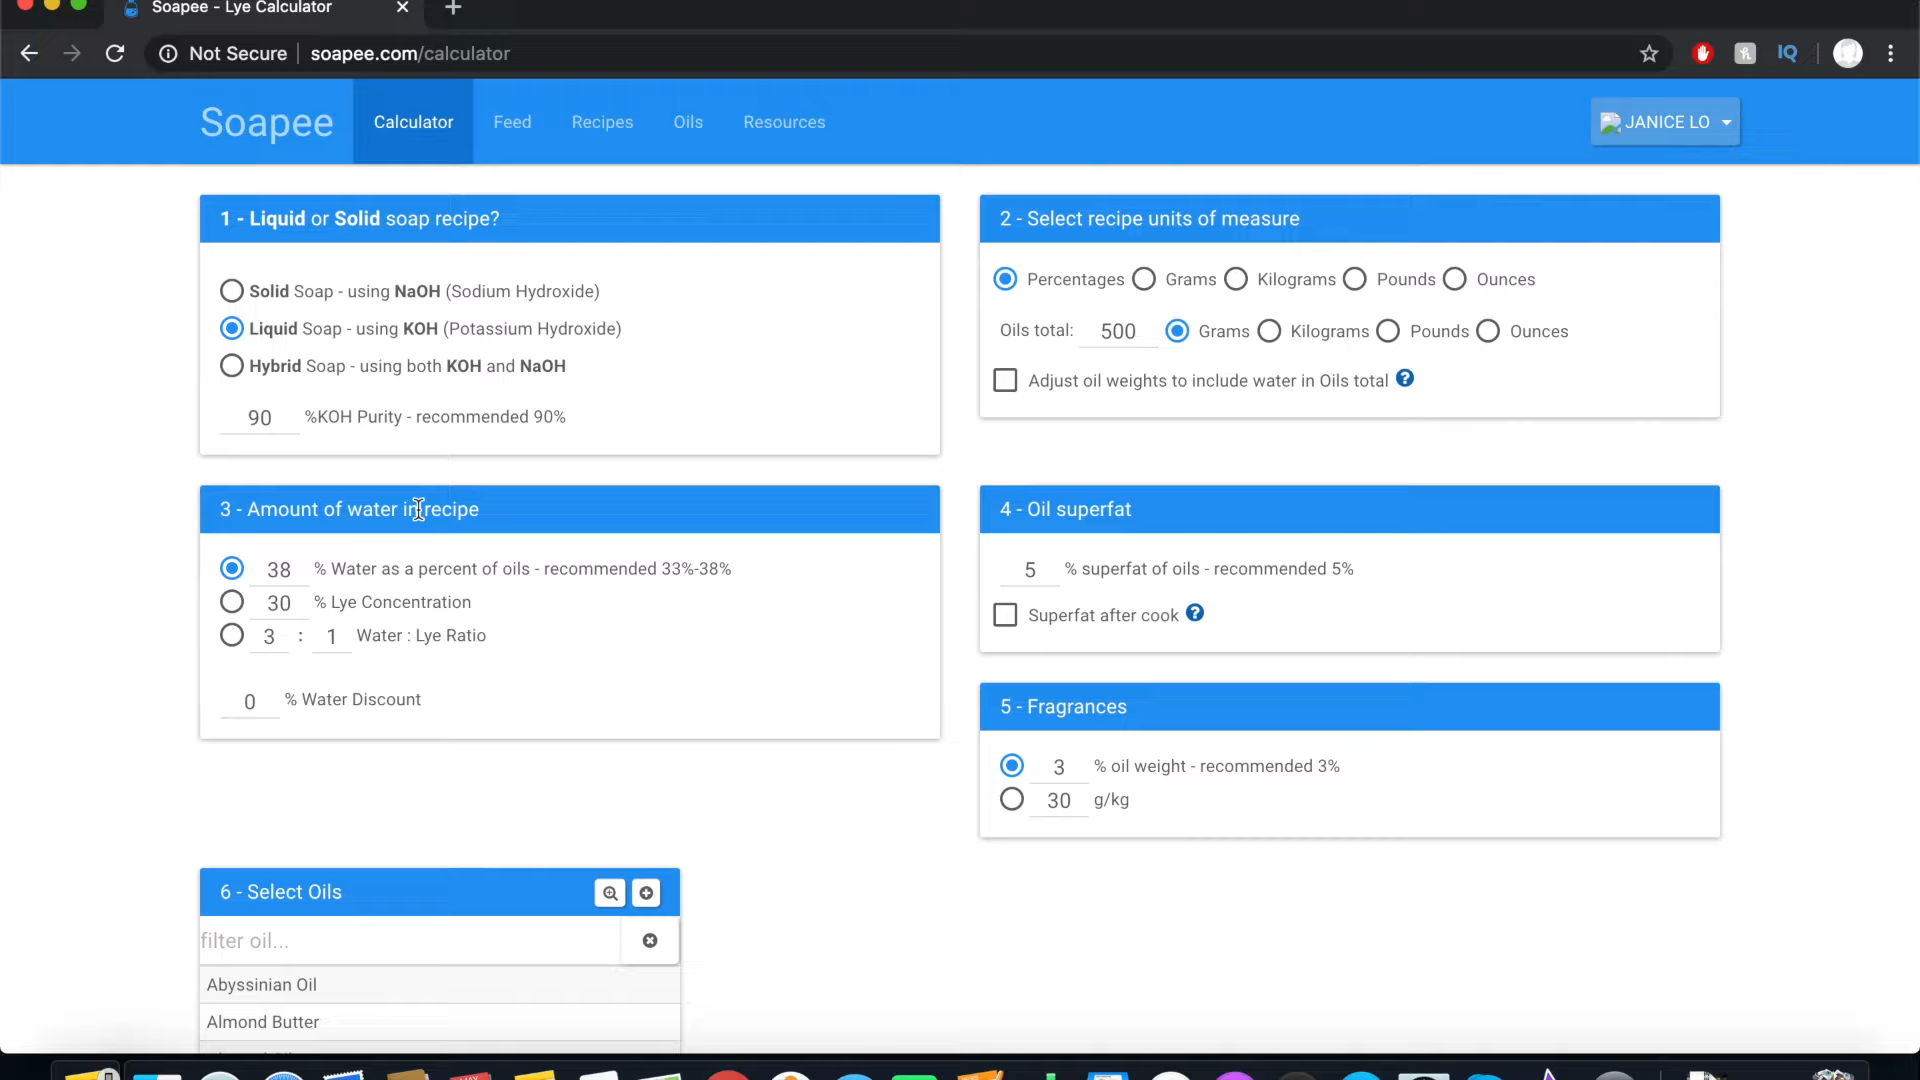 Soapee - Lye Calculator
Not Secure | soapee.com/calculator
IQ
Soapee Calculator Feed Recipes Oils Resources JANICE LO
1 - Liquid or Solid soap recipe?
Solid Soap - using NaOH (Sodium Hydroxide)
Liquid Soap - using KOH (Potassium Hydroxide)
Hybrid Soap - using both KOH and NaOH
90 %KOH Purity - recommended 90%
2 - Select recipe units of measure
Percentages Grams Kilograms Pounds Ounces
Oils total: 500 Grams Kilograms Pounds Ounces
Adjust oil weights to include water in Oils total ?
3 - Amount of water in recipe
38 % Water as a percent of oils - recommended 33%-38%
30 % Lye Concentration
3 : 1 Water : Lye Ratio
0 % Water Discount
4 - Oil superfat
5 % superfat of oils - recommended 5%
Superfat after cook ?
5 - Fragrances
3 % oil weight - recommended 3%
30 g/kg
6 - Select Oils
filter oil...
Abyssinian Oil
Almond Butter